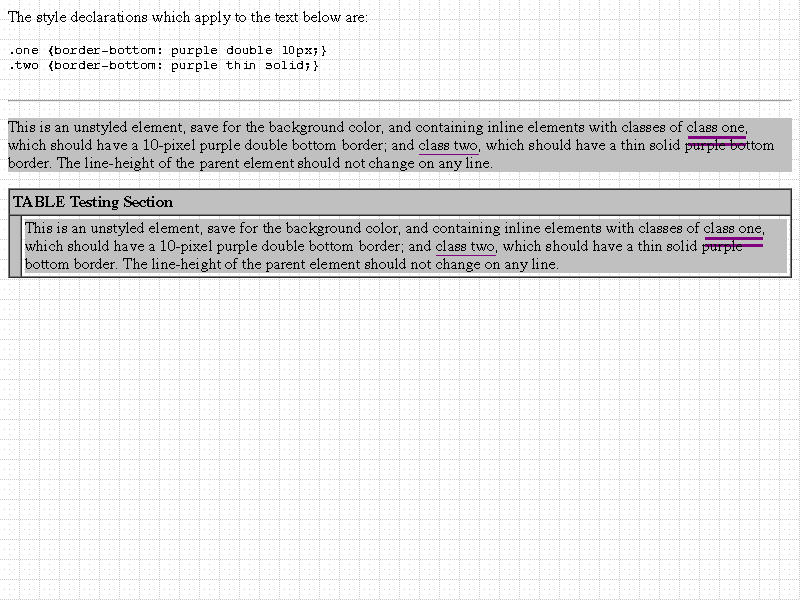 The style declarations which apply to the text below are:
.one {border-bottom: purple double 10px;}
.two {border-bottom: purple thin solid;}
This is an unstyled element, save for the background color, and containing inline elements with classes of class one,
which should have a 10-pixel purple double bottom border; and class two, which should have a thin solid purple bottom
border. The line-height of the parent element should not change on any line.
TABLE Testing Section
This is an unstyled element, save for the background color, and containing inline elements with classes of class one,
which should have a 10-pixel purple double bottom border; and class two, which should have a thin solid purple
bottom border. The line-height of the parent element should not change on any line.